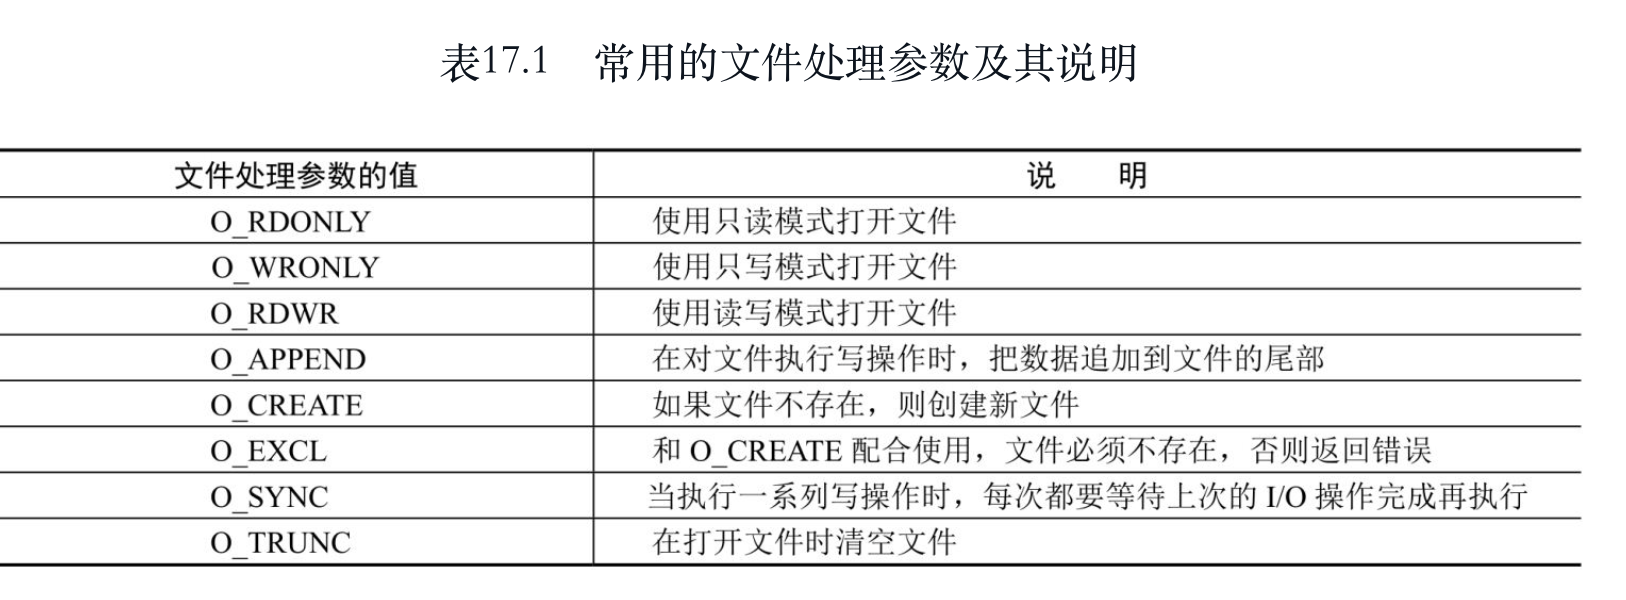 表17.1 常用的文件处理参数及其说明
文件处理参数的值 说 明
O_RDONLY 使用只读模式打开文件
O_WRONLY 使用只写模式打开文件
O_RDWR 使用读写模式打开文件
O_APPEND 在对文件执行写操作时，把数据追加到文件的尾部
O_CREATE 如果文件不存在，则创建新文件
O_EXCL 和 O_CREATE 配合使用，文件必须不存在，否则返回错误
O_SYNC 当执行一系列写操作时，每次都要等待上次的 I/O 操作完成再执行
O_TRUNC 在打开文件时清空文件